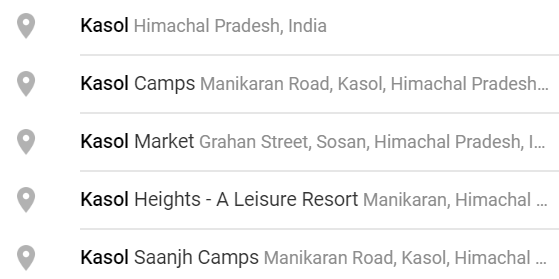 Kasol Himachal Pradesh, India
Kasol Camps Manikaran Road, Kasol, Himachal Pradesh...
Kasol Market Grahan Street, Sosan, Himachal Pradesh, I...
Kasol Heights - A Leisure Resort Manikaran, Himachal ...
Kasol Saanjh Camps Manikaran Road, Kasol, Himachal ...